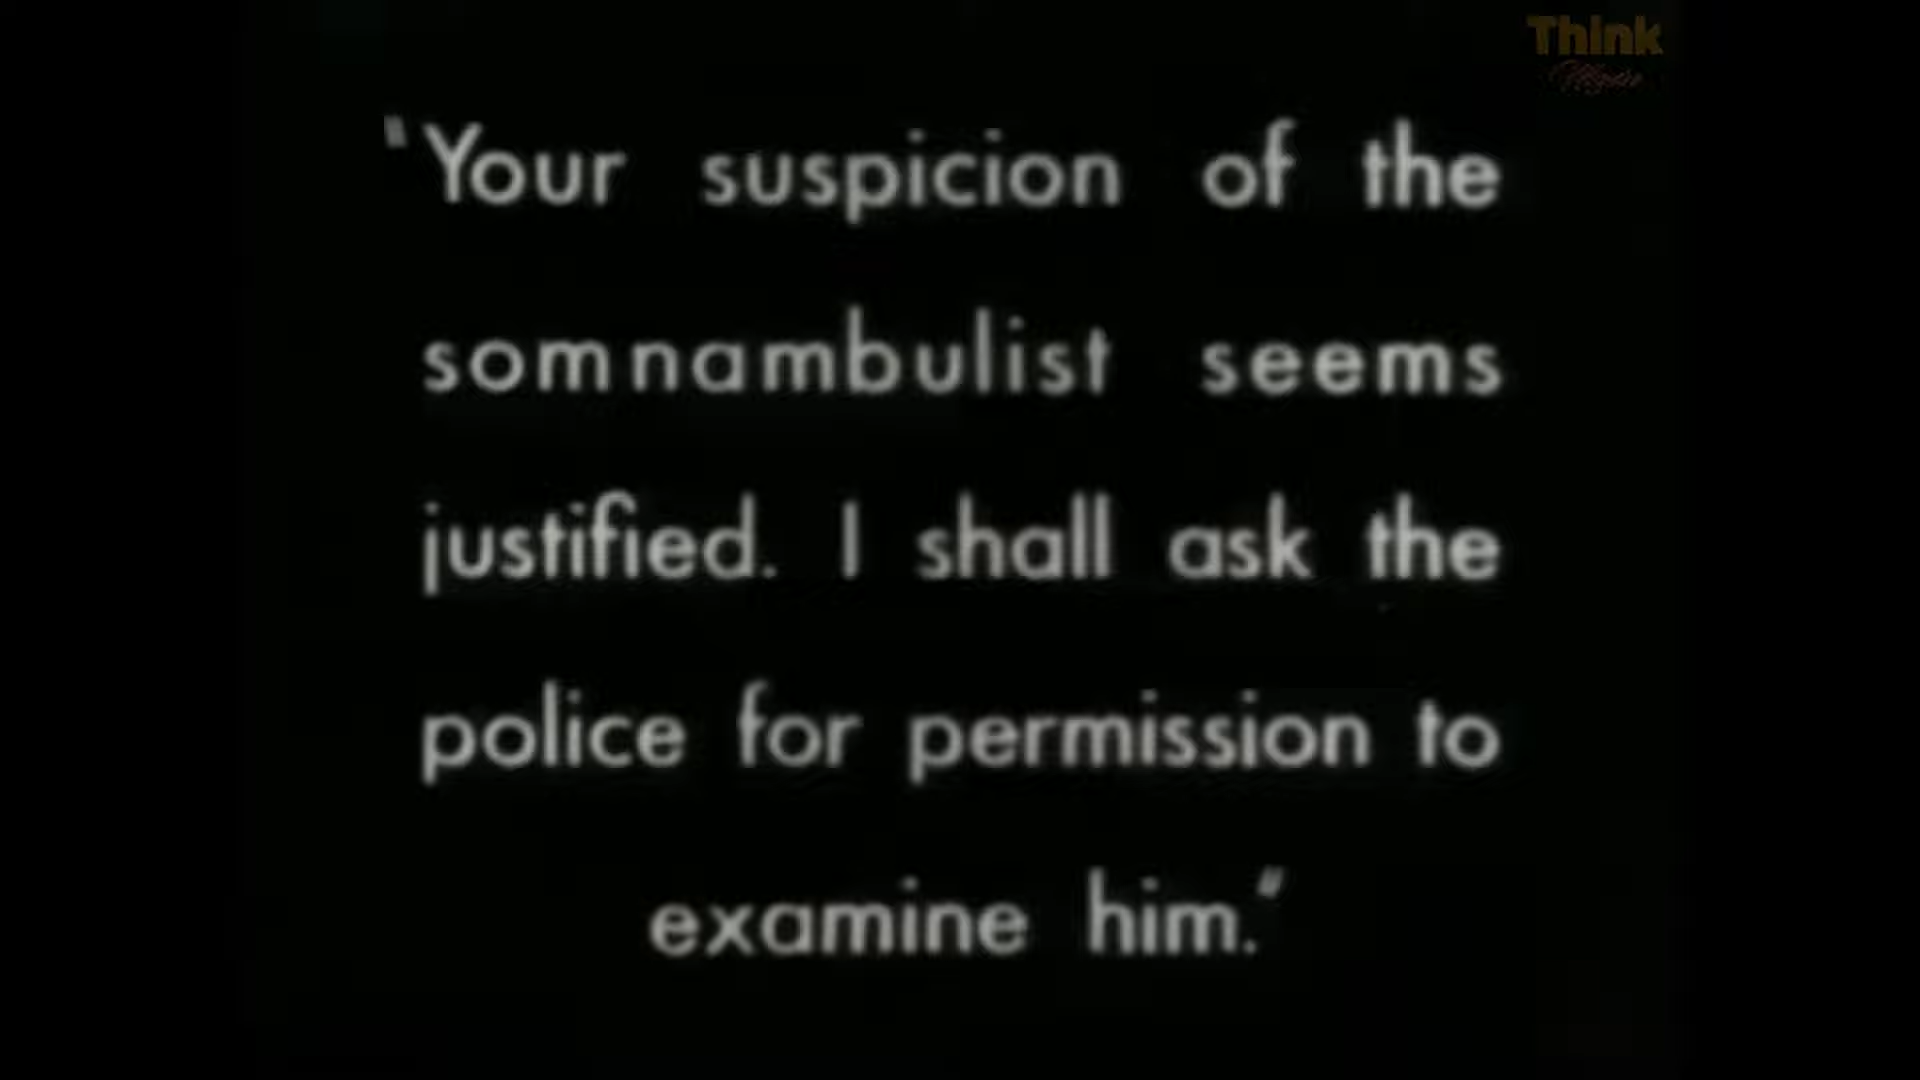 Think
"Your suspicion of the
somnambulist seems
justified. I shall ask the
police for permission to
examine him."